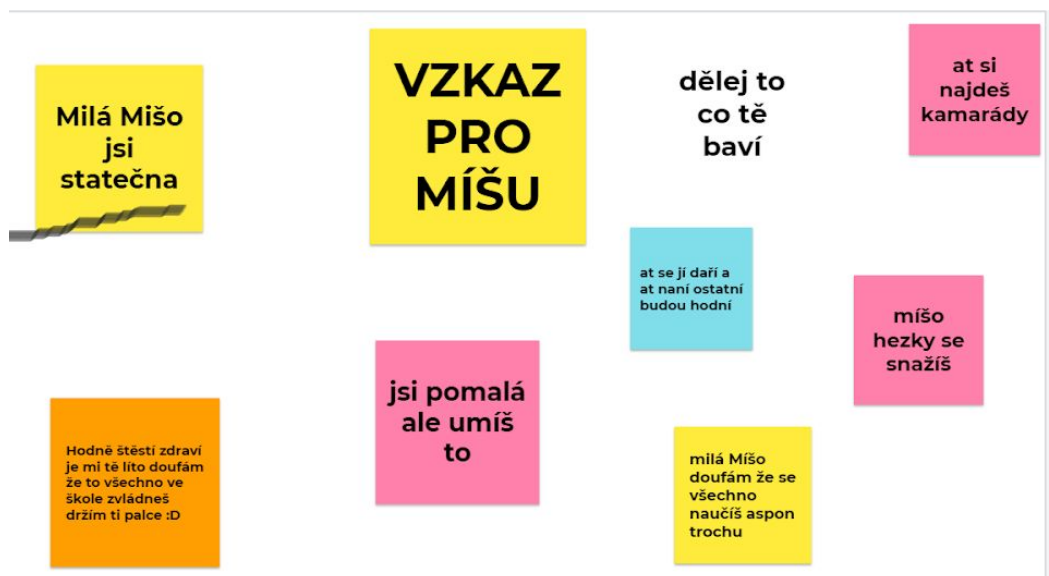 Milá Mišo
jsi
statečna
VZKAZ
PRO
MÍŠU
dělej to
co tě
baví
at si
najdeš
kamarády
at se jí daří a
at naní ostatní
budou hodní
míšo
hezky se
snažíš
jsi pomalá
ale umíš
to
Hodně štěstí zdraví
je mi tě líto doufám
že to všechno ve
škole zvládneš
držím ti palce :D
milá Míšo
doufám že se
všechno
naučíš aspon
trochu